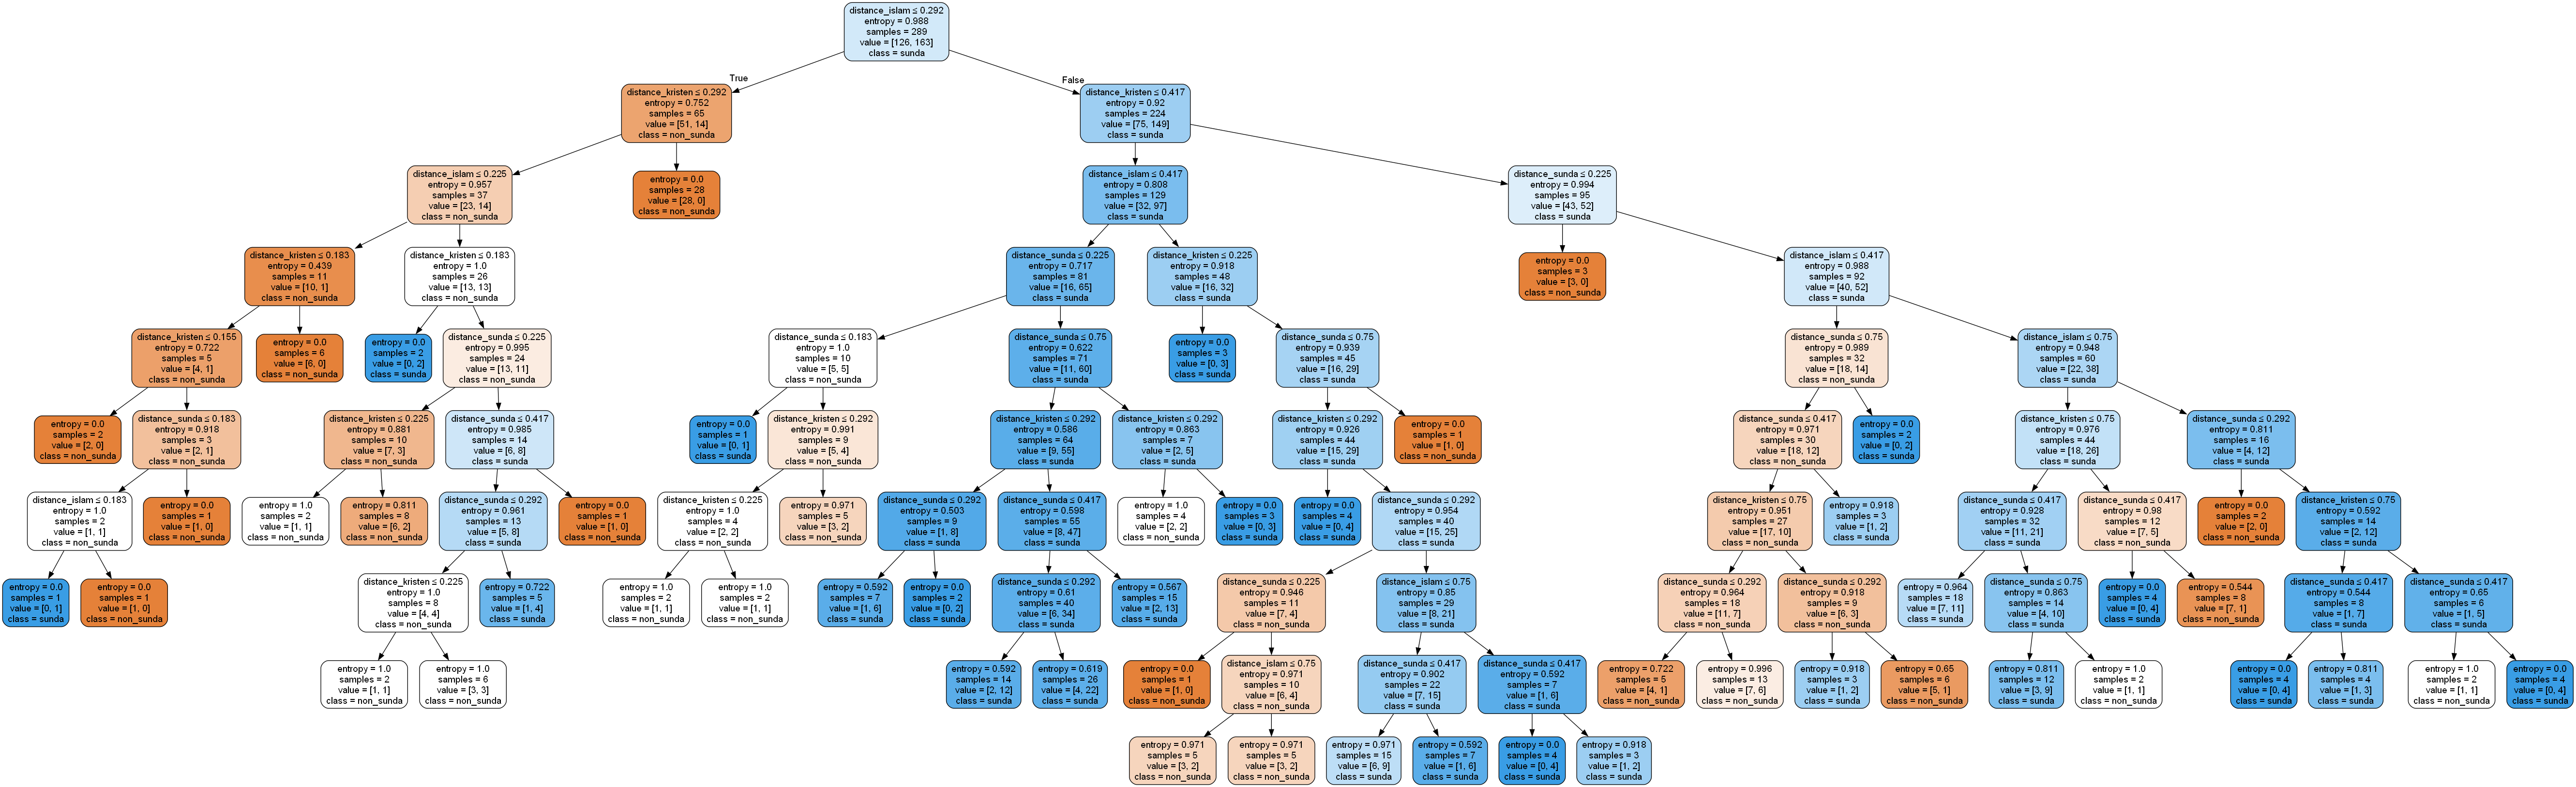 distance_islam ≤ 0.292
entropy = 0.988
samples = 289
value = [126, 163]
class = sunda
True
False
distance_kristen ≤ 0.292
entropy = 0.752
samples = 65
value = [51, 14]
class = non_sunda
distance_kristen ≤ 0.417
entropy = 0.92
samples = 224
value = [75, 149]
class = sunda
distance_islam ≤ 0.225
entropy = 0.957
samples = 37
value = [23, 14]
class = non_sunda
entropy = 0.0
samples = 28
value = [28, 0]
class = non_sunda
distance_islam ≤ 0.417
entropy = 0.808
samples = 129
value = [32, 97]
class = sunda
distance_sunda ≤ 0.225
entropy = 0.994
samples = 95
value = [43, 52]
class = sunda
distance_kristen ≤ 0.183
entropy = 0.439
samples = 11
value = [10, 1]
class = non_sunda
distance_kristen ≤ 0.183
entropy = 1.0
samples = 26
value = [13, 13]
class = non_sunda
distance_sunda ≤ 0.225
entropy = 0.717
samples = 81
value = [16, 65]
class = sunda
distance_kristen ≤ 0.225
entropy = 0.918
samples = 48
value = [16, 32]
class = sunda
entropy = 0.0
samples = 3
value = [3, 0]
class = non_sunda
distance_islam ≤ 0.417
entropy = 0.988
samples = 92
value = [40, 52]
class = sunda
distance_kristen ≤ 0.155
entropy = 0.722
samples = 5
value = [4, 1]
class = non_sunda
entropy = 0.0
samples = 6
value = [6, 0]
class = non_sunda
entropy = 0.0
samples = 2
value = [0, 2]
class = sunda
distance_sunda ≤ 0.225
entropy = 0.995
samples = 24
value = [13, 11]
class = non_sunda
distance_sunda ≤ 0.183
entropy = 1.0
samples = 10
value = [5, 5]
class = non_sunda
distance_sunda ≤ 0.75
entropy = 0.622
samples = 71
value = [11, 60]
class = sunda
entropy = 0.0
samples = 3
value = [0, 3]
class = sunda
distance_sunda ≤ 0.75
entropy = 0.939
samples = 45
value = [16, 29]
class = sunda
distance_sunda ≤ 0.75
entropy = 0.989
samples = 32
value = [18, 14]
class = non_sunda
distance_islam ≤ 0.75
entropy = 0.948
samples = 60
value = [22, 38]
class = sunda
entropy = 0.0
samples = 2
value = [2, 0]
class = non_sunda
distance_sunda ≤ 0.183
entropy = 0.918
samples = 3
value = [2, 1]
class = non_sunda
distance_kristen ≤ 0.225
entropy = 0.881
samples = 10
value = [7, 3]
class = non_sunda
distance_sunda ≤ 0.417
entropy = 0.985
samples = 14
value = [6, 8]
class = sunda
entropy = 0.0
samples = 1
value = [0, 1]
class = sunda
distance_kristen ≤ 0.292
entropy = 0.991
samples = 9
value = [5, 4]
class = non_sunda
distance_kristen ≤ 0.292
entropy = 0.586
samples = 64
value = [9, 55]
class = sunda
distance_kristen ≤ 0.292
entropy = 0.863
samples = 7
value = [2, 5]
class = sunda
distance_kristen ≤ 0.292
entropy = 0.926
samples = 44
value = [15, 29]
class = sunda
entropy = 0.0
samples = 1
value = [1, 0]
class = non_sunda
distance_sunda ≤ 0.417
entropy = 0.971
samples = 30
value = [18, 12]
class = non_sunda
entropy = 0.0
samples = 2
value = [0, 2]
class = sunda
distance_kristen ≤ 0.75
entropy = 0.976
samples = 44
value = [18, 26]
class = sunda
distance_sunda ≤ 0.292
entropy = 0.811
samples = 16
value = [4, 12]
class = sunda
distance_islam ≤ 0.183
entropy = 1.0
samples = 2
value = [1, 1]
class = non_sunda
entropy = 0.0
samples = 1
value = [1, 0]
class = non_sunda
entropy = 1.0
samples = 2
value = [1, 1]
class = non_sunda
entropy = 0.811
samples = 8
value = [6, 2]
class = non_sunda
distance_sunda ≤ 0.292
entropy = 0.961
samples = 13
value = [5, 8]
class = sunda
entropy = 0.0
samples = 1
value = [1, 0]
class = non_sunda
distance_kristen ≤ 0.225
entropy = 1.0
samples = 4
value = [2, 2]
class = non_sunda
entropy = 0.971
samples = 5
value = [3, 2]
class = non_sunda
distance_sunda ≤ 0.292
entropy = 0.503
samples = 9
value = [1, 8]
class = sunda
distance_sunda ≤ 0.417
entropy = 0.598
samples = 55
value = [8, 47]
class = sunda
entropy = 1.0
samples = 4
value = [2, 2]
class = non_sunda
entropy = 0.0
samples = 3
value = [0, 3]
class = sunda
entropy = 0.0
samples = 4
value = [0, 4]
class = sunda
distance_sunda ≤ 0.292
entropy = 0.954
samples = 40
value = [15, 25]
class = sunda
distance_kristen ≤ 0.75
entropy = 0.951
samples = 27
value = [17, 10]
class = non_sunda
entropy = 0.918
samples = 3
value = [1, 2]
class = sunda
distance_sunda ≤ 0.417
entropy = 0.928
samples = 32
value = [11, 21]
class = sunda
distance_sunda ≤ 0.417
entropy = 0.98
samples = 12
value = [7, 5]
class = non_sunda
entropy = 0.0
samples = 2
value = [2, 0]
class = non_sunda
distance_kristen ≤ 0.75
entropy = 0.592
samples = 14
value = [2, 12]
class = sunda
entropy = 0.0
samples = 1
value = [0, 1]
class = sunda
entropy = 0.0
samples = 1
value = [1, 0]
class = non_sunda
distance_kristen ≤ 0.225
entropy = 1.0
samples = 8
value = [4, 4]
class = non_sunda
entropy = 0.722
samples = 5
value = [1, 4]
class = sunda
entropy = 1.0
samples = 2
value = [1, 1]
class = non_sunda
entropy = 1.0
samples = 2
value = [1, 1]
class = non_sunda
entropy = 0.592
samples = 7
value = [1, 6]
class = sunda
entropy = 0.0
samples = 2
value = [0, 2]
class = sunda
distance_sunda ≤ 0.292
entropy = 0.61
samples = 40
value = [6, 34]
class = sunda
entropy = 0.567
samples = 15
value = [2, 13]
class = sunda
distance_sunda ≤ 0.225
entropy = 0.946
samples = 11
value = [7, 4]
class = non_sunda
distance_islam ≤ 0.75
entropy = 0.85
samples = 29
value = [8, 21]
class = sunda
distance_sunda ≤ 0.292
entropy = 0.964
samples = 18
value = [11, 7]
class = non_sunda
distance_sunda ≤ 0.292
entropy = 0.918
samples = 9
value = [6, 3]
class = non_sunda
entropy = 0.964
samples = 18
value = [7, 11]
class = sunda
distance_sunda ≤ 0.75
entropy = 0.863
samples = 14
value = [4, 10]
class = sunda
entropy = 0.0
samples = 4
value = [0, 4]
class = sunda
entropy = 0.544
samples = 8
value = [7, 1]
class = non_sunda
distance_sunda ≤ 0.417
entropy = 0.544
samples = 8
value = [1, 7]
class = sunda
distance_sunda ≤ 0.417
entropy = 0.65
samples = 6
value = [1, 5]
class = sunda
entropy = 1.0
samples = 2
value = [1, 1]
class = non_sunda
entropy = 1.0
samples = 6
value = [3, 3]
class = non_sunda
entropy = 0.592
samples = 14
value = [2, 12]
class = sunda
entropy = 0.619
samples = 26
value = [4, 22]
class = sunda
entropy = 0.0
samples = 1
value = [1, 0]
class = non_sunda
distance_islam ≤ 0.75
entropy = 0.971
samples = 10
value = [6, 4]
class = non_sunda
distance_sunda ≤ 0.417
entropy = 0.902
samples = 22
value = [7, 15]
class = sunda
distance_sunda ≤ 0.417
entropy = 0.592
samples = 7
value = [1, 6]
class = sunda
entropy = 0.722
samples = 5
value = [4, 1]
class = non_sunda
entropy = 0.996
samples = 13
value = [7, 6]
class = non_sunda
entropy = 0.918
samples = 3
value = [1, 2]
class = sunda
entropy = 0.65
samples = 6
value = [5, 1]
class = non_sunda
entropy = 0.811
samples = 12
value = [3, 9]
class = sunda
entropy = 1.0
samples = 2
value = [1, 1]
class = non_sunda
entropy = 0.0
samples = 4
value = [0, 4]
class = sunda
entropy = 0.811
samples = 4
value = [1, 3]
class = sunda
entropy = 1.0
samples = 2
value = [1, 1]
class = non_sunda
entropy = 0.0
samples = 4
value = [0, 4]
class = sunda
entropy = 0.971
samples = 5
value = [3, 2]
class = non_sunda
entropy = 0.971
samples = 5
value = [3, 2]
class = non_sunda
entropy = 0.971
samples = 15
value = [6, 9]
class = sunda
entropy = 0.592
samples = 7
value = [1, 6]
class = sunda
entropy = 0.0
samples = 4
value = [0, 4]
class = sunda
entropy = 0.918
samples = 3
value = [1, 2]
class = sunda